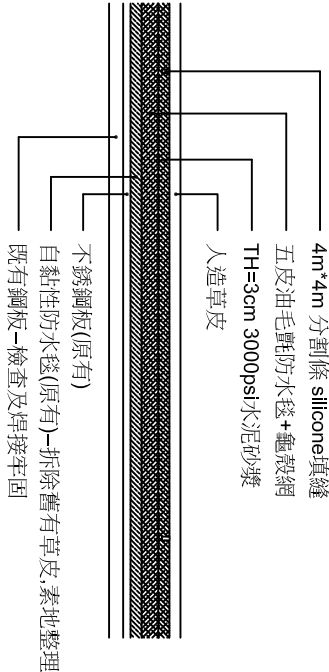 4m*4m 分割條 silicone填縫
五皮油毛氈防水毯+龜殼網
TH=3cm 3000psi水泥砂漿
人造草皮
不銹鋼板(原有)
自黏性防水毯(原有)-拆除舊有草皮,素地整理
既有鋼板-檢查及焊接牢固